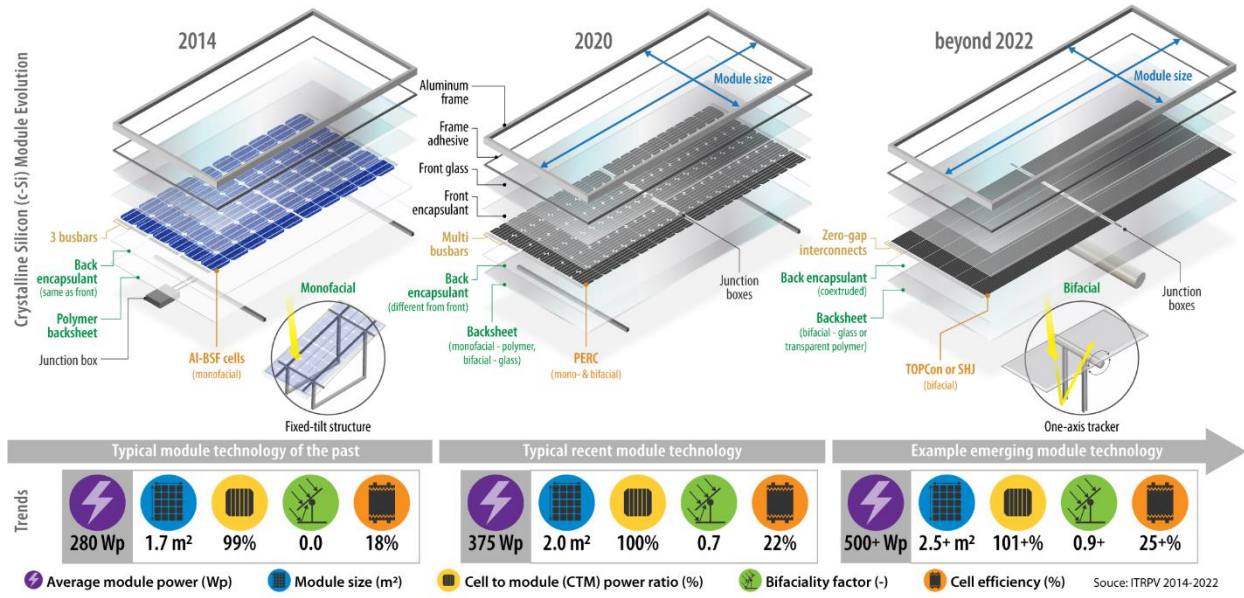 Crystalline Silicon (c-Si) Module Evolution
2014
3 busbars
Back
encapsulant
(same as front)
Polymer
backsheet
Junction box
Al-BSF cells
(monofacial)
Monofacial
Fixed-tilt structure
2020
Module size
Aluminum
frame
Frame
adhesive
Front glass
Front
encapsulant
Multi
busbars
Back
encapsulant
(different from front)
Backsheet
(monofacial - polymer,
bifacial - glass)
PERC
(mono- & bifacial)
Junction
boxes
beyond 2022
Module size
Zero-gap
interconnects
Back encapsulant
(coextruded)
Backsheet
(bifacial - glass or
transparent polymer)
TOPCon or SHJ
(bifacial)
Bifacial
Junction
boxes
One-axis tracker
Typical module technology of the past
Typical recent module technology
Example emerging module technology
Trends
280 Wp 1.7 m² 99% 0.0 18%
375 Wp 2.0 m² 100% 0.7 22%
500+ Wp 2.5+ m² 101+% 0.9+ 25+%
Average module power (Wp) Module size (m²) Cell to module (CTM) power ratio (%) Bifaciality factor (-) Cell efficiency (%) Souce: ITRPV 2014-2022